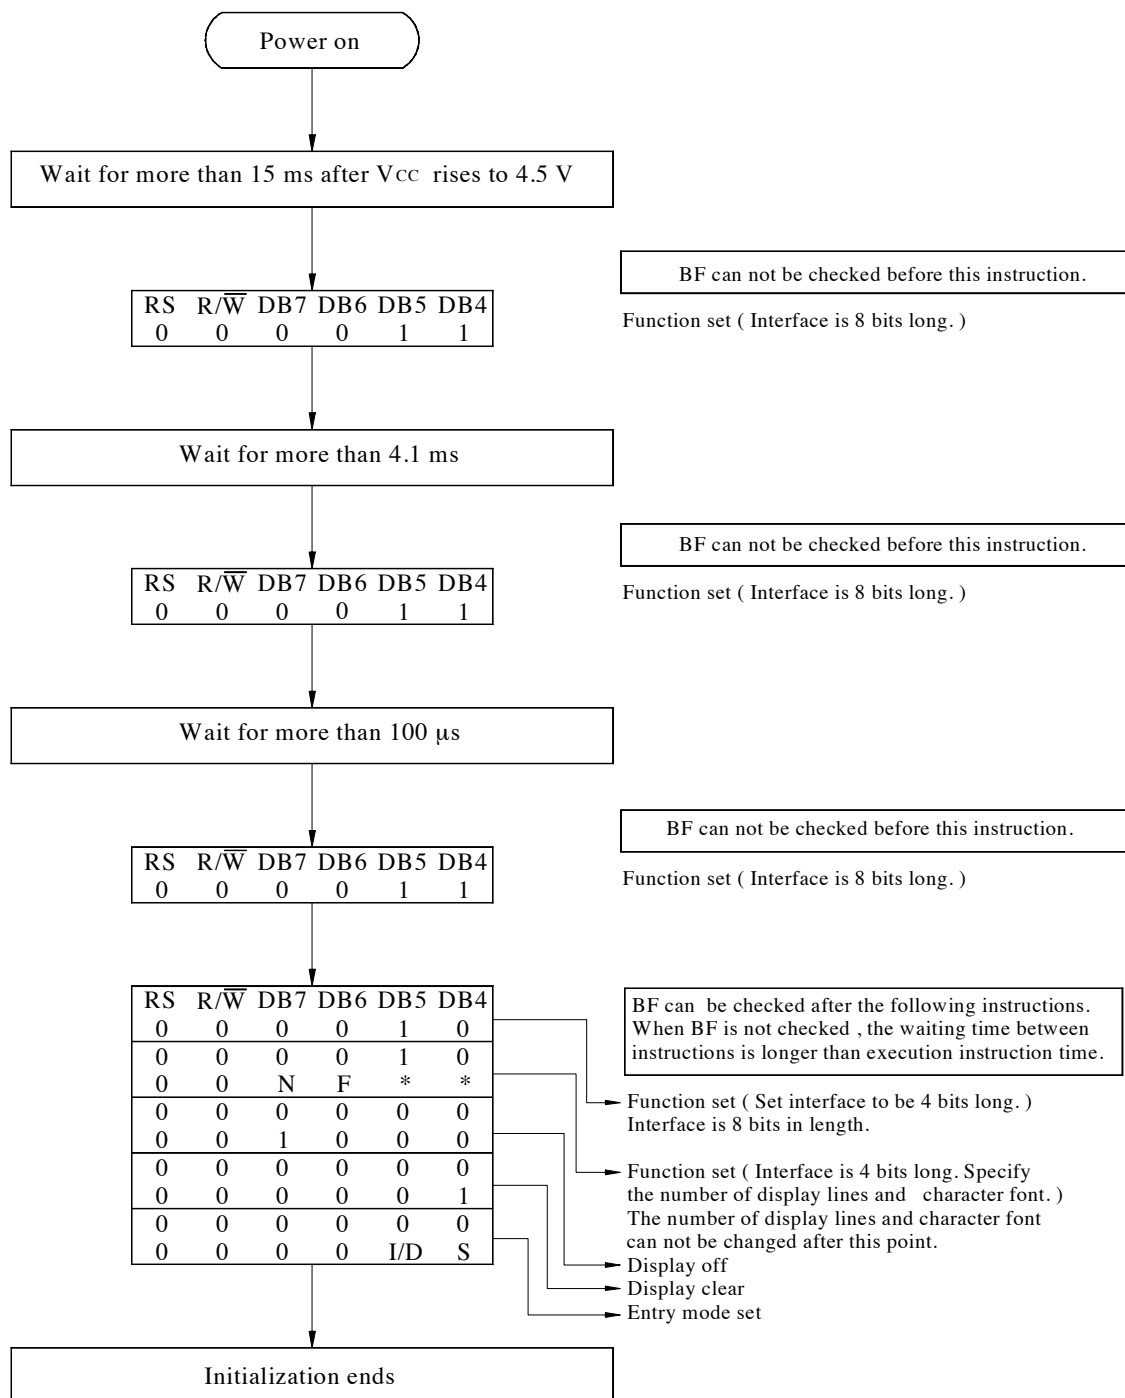 Power on
Wait for more than 15 ms after VCC rises to 4.5 V
BF can not be checked before this instruction.
RS R/W̅ DB7 DB6 DB5 DB4
0 0 0 0 1 1
Function set ( Interface is 8 bits long. )
Wait for more than 4.1 ms
BF can not be checked before this instruction.
RS R/W̅ DB7 DB6 DB5 DB4
0 0 0 0 1 1
Function set ( Interface is 8 bits long. )
Wait for more than 100 µs
BF can not be checked before this instruction.
RS R/W̅ DB7 DB6 DB5 DB4
0 0 0 0 1 1
Function set ( Interface is 8 bits long. )
RS R/W̅ DB7 DB6 DB5 DB4
0 0 0 0 1 0
0 0 0 0 1 0
0 0 N F * *
0 0 0 0 0 0
0 0 1 0 0 0
0 0 0 0 0 0
0 0 0 0 0 1
0 0 0 0 0 0
0 0 0 0 I/D S
BF can be checked after the following instructions.
When BF is not checked , the waiting time between
instructions is longer than execution instruction time.
Function set ( Set interface to be 4 bits long. )
Interface is 8 bits in length.
Function set ( Interface is 4 bits long. Specify
the number of display lines and character font. )
The number of display lines and character font
can not be changed after this point.
Display off
Display clear
Entry mode set
Initialization ends